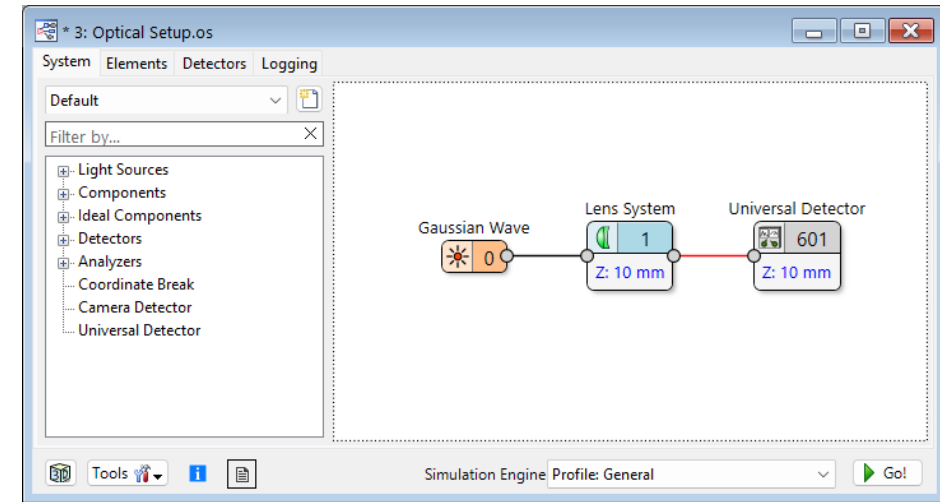 * 3: Optical Setup.os
System Elements Detectors Logging
Default
Filter by...
Light Sources
Components
Ideal Components
Detectors
Analyzers
Coordinate Break
Camera Detector
Universal Detector
Gaussian Wave
0
Lens System
1
Z: 10 mm
Universal Detector
601
Z: 10 mm
3D
Tools
i
Simulation Engine Profile: General
Go!